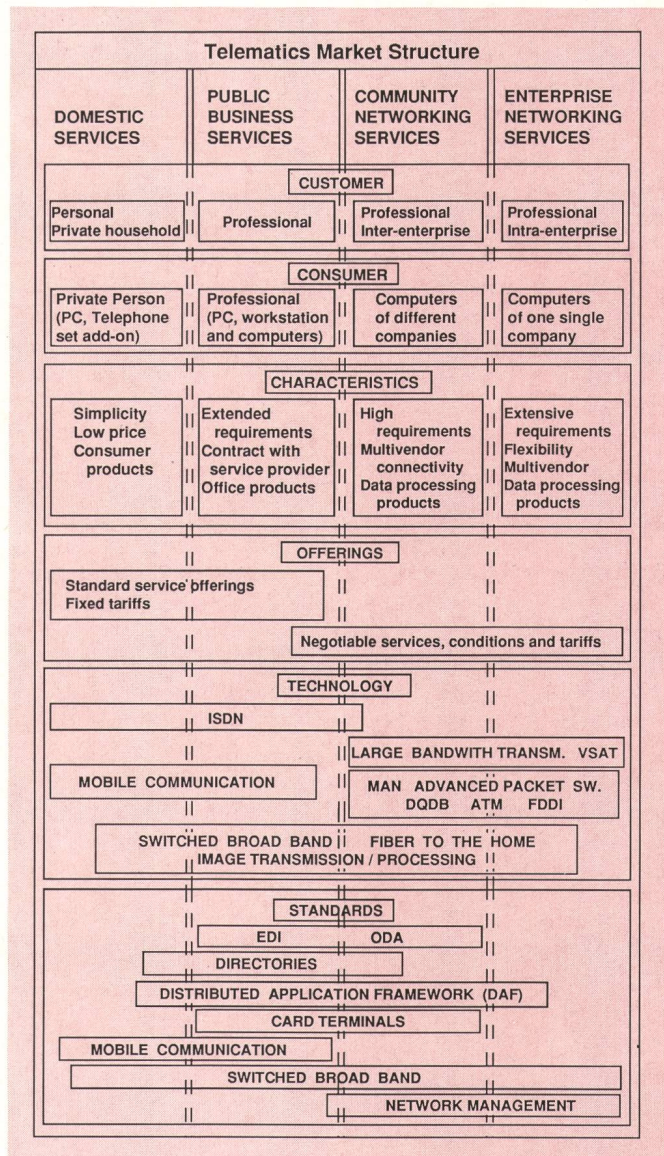 Telematics Market Structure
DOMESTIC
SERVICES
PUBLIC
BUSINESS
SERVICES
COMMUNITY
NETWORKING
SERVICES
ENTERPRISE
NETWORKING
SERVICES
CUSTOMER
Personal
Private household
Professional
Professional
Inter-enterprise
Professional
Intra-enterprise
CONSUMER
Private Person
(PC, Telephone
set add-on)
Professional
(PC, workstation
and computers)
Computers
of different
companies
Computers
of one single
company
CHARACTERISTICS
Simplicity
Low price
Consumer
products
Extended
requirements
Contract with
service provider
Office products
High
requirements
Multivendor
connectivity
Data processing
products
Extensive
requirements
Flexibility
Multivendor
Data processing
products
OFFERINGS
Standard service offerings
Fixed tariffs
Negotiable services, conditions and tariffs
TECHNOLOGY
ISDN
LARGE BANDWITH TRANSM. VSAT
MOBILE COMMUNICATION
MAN ADVANCED PACKET SW.
DQDB ATM FDDI
SWITCHED BROAD BAND FIBER TO THE HOME
IMAGE TRANSMISSION / PROCESSING
STANDARDS
EDI ODA
DIRECTORIES
DISTRIBUTED APPLICATION FRAMEWORK (DAF)
CARD TERMINALS
MOBILE COMMUNICATION
SWITCHED BROAD BAND
NETWORK MANAGEMENT